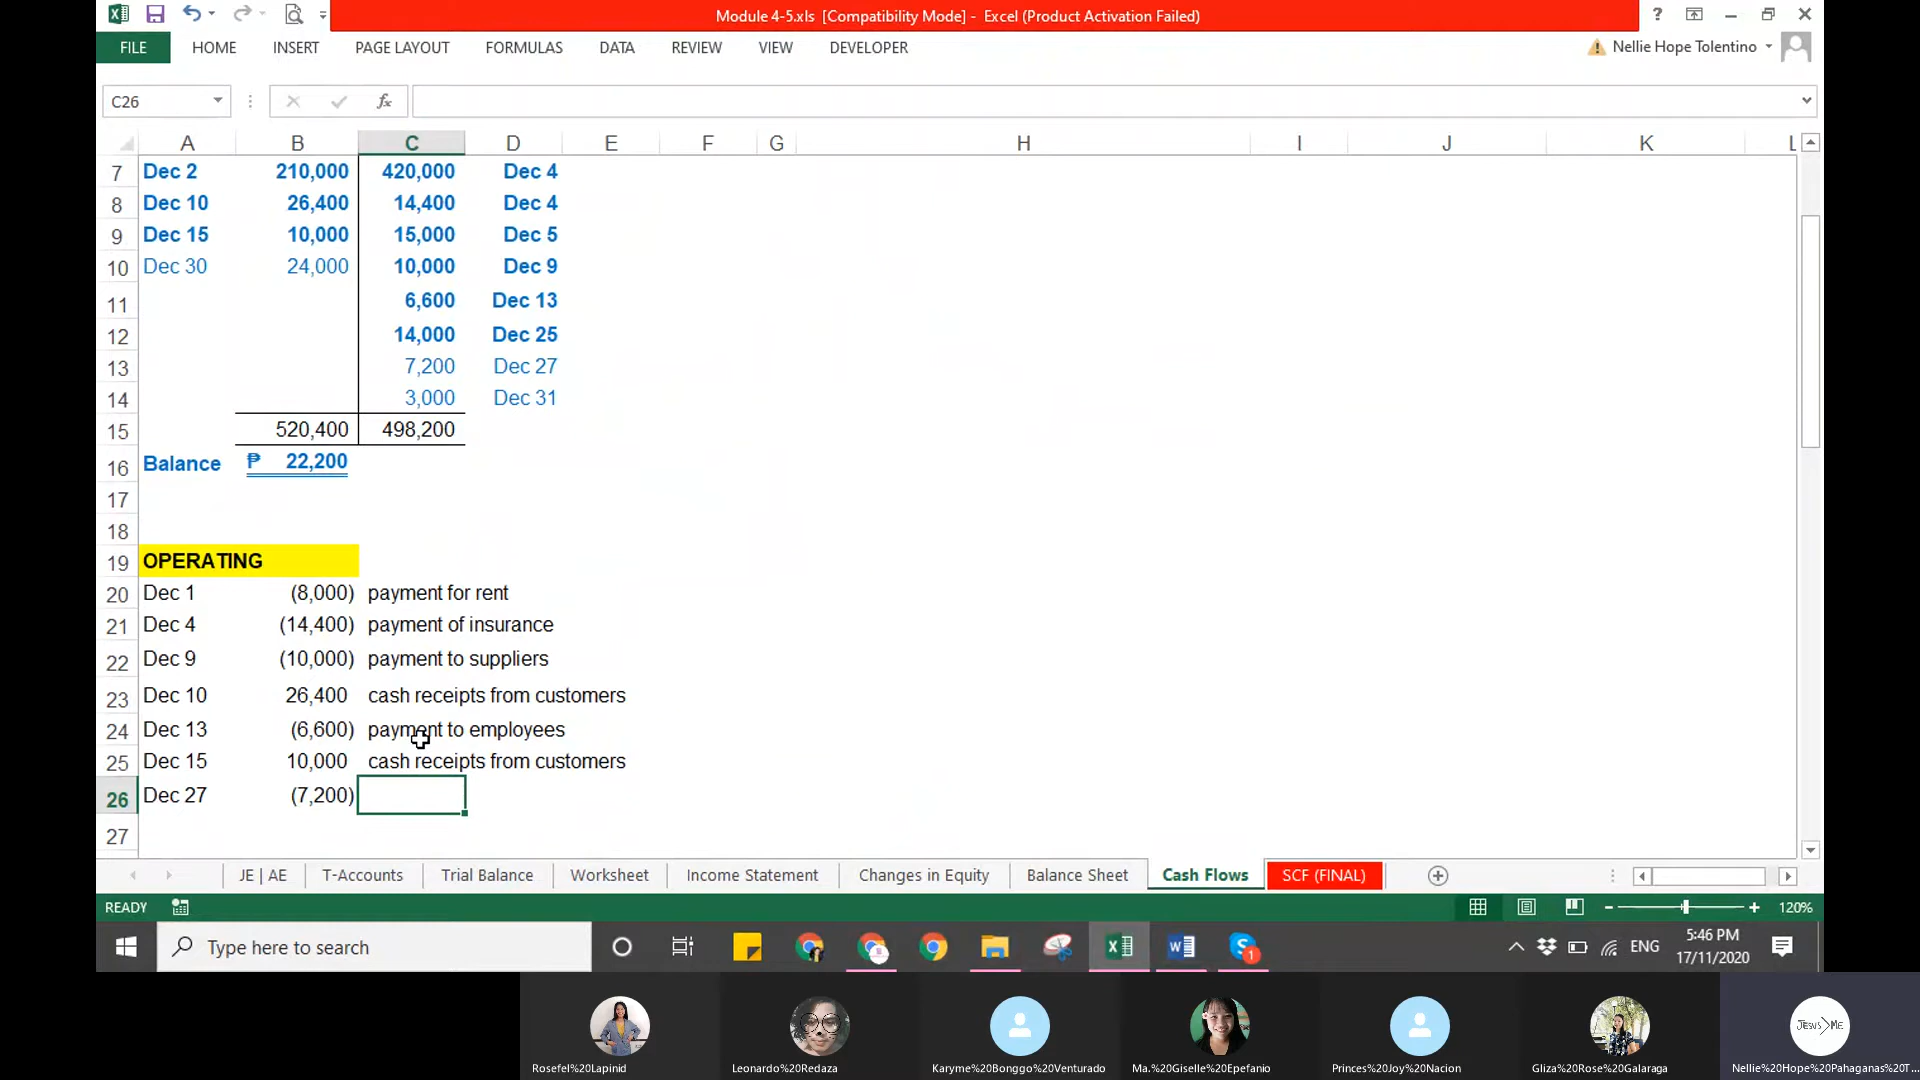 Module 4-5.xls  [Compatibility Mode] -  Excel (Product Activation Failed)
?
FILE HOME INSERT PAGE LAYOUT FORMULAS DATA REVIEW VIEW DEVELOPER
Nellie Hope Tolentino
C26
fx
A B C D E F G H I J K L
7 Dec 2 210,000 420,000 Dec 4
8 Dec 10 26,400 14,400 Dec 4
9 Dec 15 10,000 15,000 Dec 5
10 Dec 30 24,000 10,000 Dec 9
11 6,600 Dec 13
12 14,000 Dec 25
13 7,200 Dec 27
14 3,000 Dec 31
15 520,400 498,200
16 Balance ₱ 22,200
17
18
19 OPERATING
20 Dec 1 (8,000) payment for rent
21 Dec 4 (14,400) payment of insurance
22 Dec 9 (10,000) payment to suppliers
23 Dec 10 26,400 cash receipts from customers
24 Dec 13 (6,600) payment to employees
25 Dec 15 10,000 cash receipts from customers
26 Dec 27 (7,200)
27
JE | AE T-Accounts Trial Balance Worksheet Income Statement Changes in Equity Balance Sheet Cash Flows SCF (FINAL)
READY
120%
Type here to search
1
ENG
5:46 PM
17/11/2020
JESUS>ME
Rosefel%20Lapinid Leonardo%20Redaza Karyme%20Bonggo%20Venturado Ma.%20Giselle%20Epefanio Princes%20Joy%20Nacion Gliza%20Rose%20Galaraga Nellie%20Hope%20Pahaganas%20T...